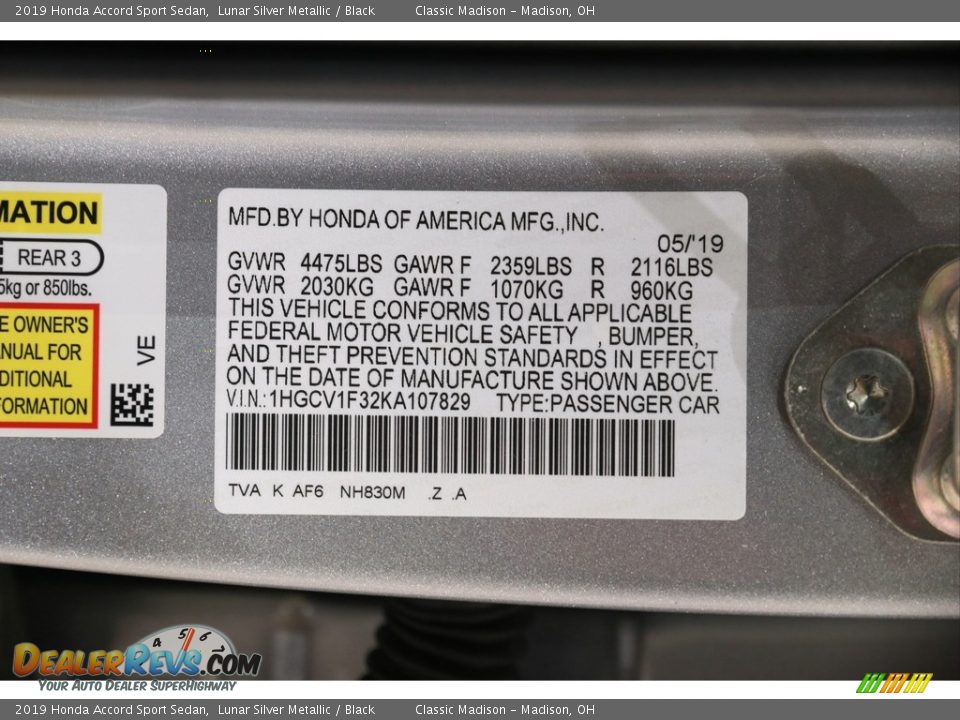 2019 Honda Accord Sport Sedan, Lunar Silver Metallic / Black Classic Madison – Madison, OH
MATION
REAR 3
5kg or 850lbs.
E OWNER'S
ANUAL FOR
DITIONAL
FORMATION
VE
MFD.BY HONDA OF AMERICA MFG.,INC.
05/'19
GVWR 4475LBS GAWR F 2359LBS R 2116LBS
GVWR 2030KG GAWR F 1070KG R 960KG
THIS VEHICLE CONFORMS TO ALL APPLICABLE
FEDERAL MOTOR VEHICLE SAFETY , BUMPER,
AND THEFT PREVENTION STANDARDS IN EFFECT
ON THE DATE OF MANUFACTURE SHOWN ABOVE.
V.I.N.:1HGCV1F32KA107829 TYPE:PASSENGER CAR
TVA K AF6 NH830M .Z .A
4 5 6
DEALERREVS.COM
YOUR AUTO DEALER SUPERHIGHWAY
2019 Honda Accord Sport Sedan, Lunar Silver Metallic / Black Classic Madison – Madison, OH